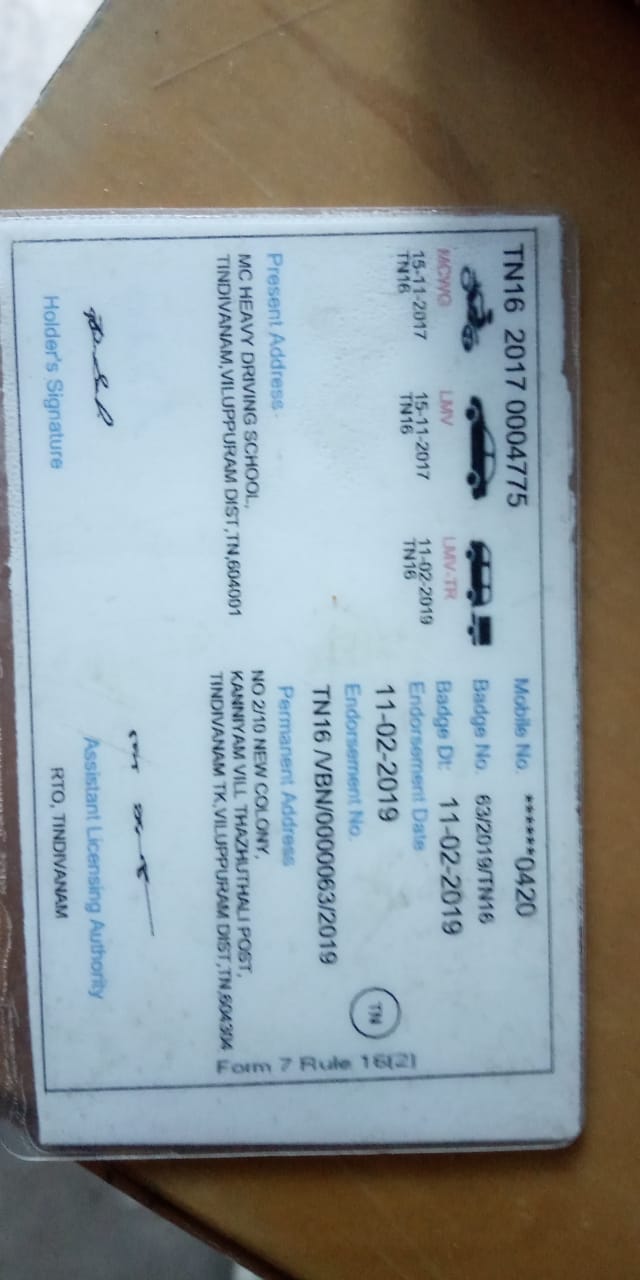 TN16 2017 0004775
MCWG
15-11-2017
TN16
LMV
15-11-2017
TN16
LMV-TR
11-02-2019
TN16
Mobile No. ******0420
Badge No. 63/2019/TN16
Badge Dt: 11-02-2019
Endorsement Date
11-02-2019
Endorsement No.
TN16 /VBN/0000063/2019
TN
Present Address
MC HEAVY DRIVING SCHOOL,
TINDIVANAM,VILUPPURAM DIST,TN,604001
Permanent Address
NO 2/10 NEW COLONY,
KANNIYAM VILL THAZHUTHALI POST,
TINDIVANAM TK,VILUPPURAM DIST,TN,604304
Holder's Signature
Assistant Licensing Authority
RTO, TINDIVANAM
Form 7 Rule 16(2)